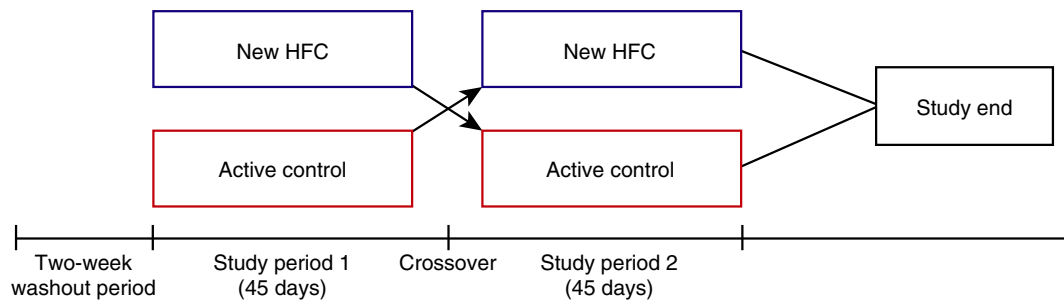 New HFC
New HFC
Study end
Active control
Active control
Two-week
washout period
Study period 1
(45 days)
Crossover
Study period 2
(45 days)